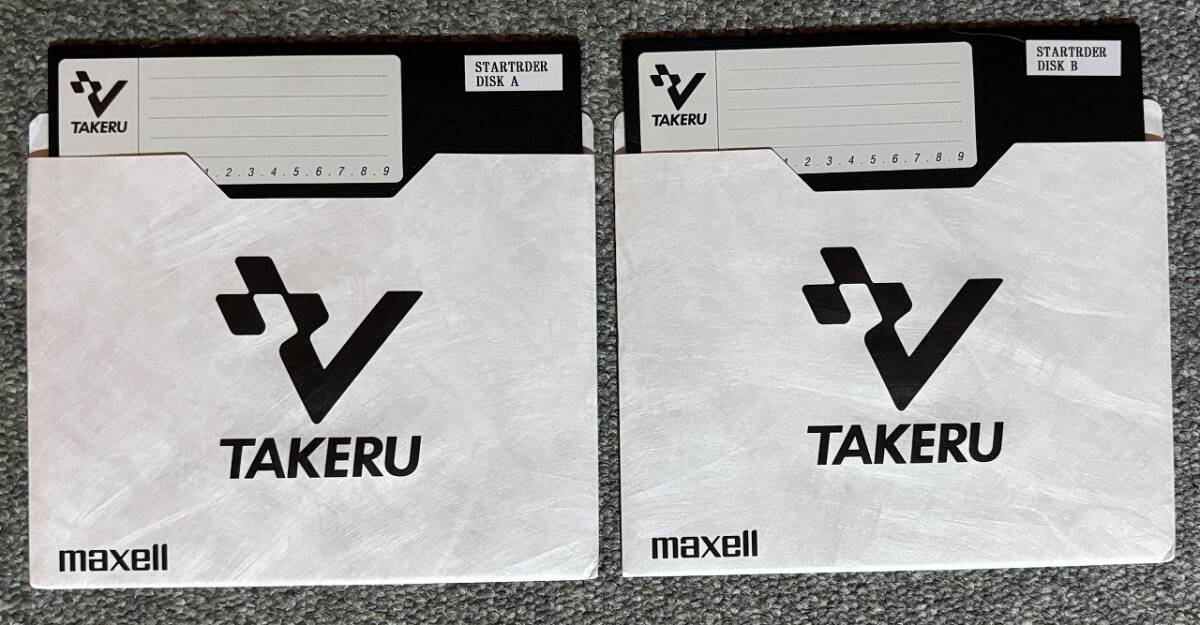 TAKERU
STARTRDER
DISK A
1.2.3.4.5.6.7.8.9
TAKERU
maxell
TAKERU
STARTRDER
DISK B
1.2.3.4.5.6.7.8.9
TAKERU
maxell